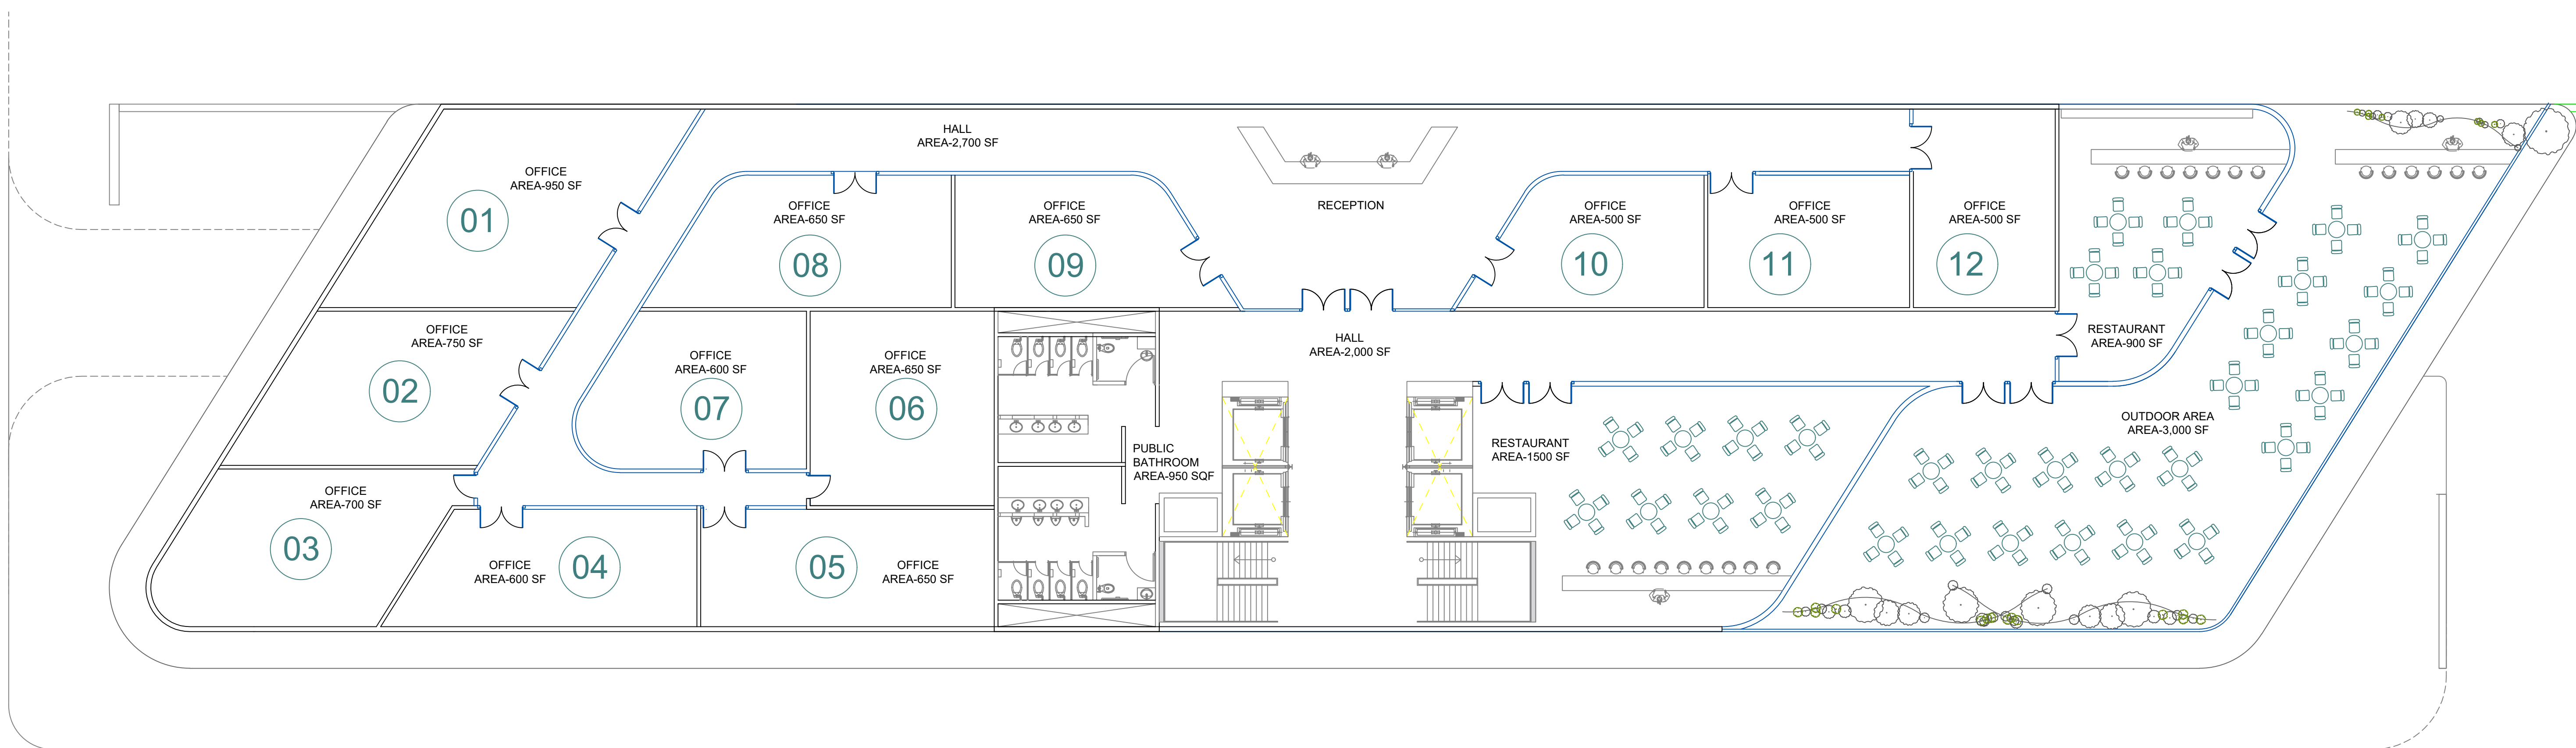 HALL
AREA-2,700 SF
OFFICE
AREA-950 SF
01
OFFICE
AREA-650 SF
08
OFFICE
AREA-650 SF
09
RECEPTION
OFFICE
AREA-500 SF
10
OFFICE
AREA-500 SF
11
OFFICE
AREA-500 SF
12
OFFICE
AREA-750 SF
02
OFFICE
AREA-600 SF
07
OFFICE
AREA-650 SF
06
HALL
AREA-2,000 SF
RESTAURANT
AREA-900 SF
OUTDOOR AREA
AREA-3,000 SF
PUBLIC
BATHROOM
AREA-950 SQF
RESTAURANT
AREA-1500 SF
OFFICE
AREA-700 SF
03
OFFICE
AREA-600 SF
04
05
OFFICE
AREA-650 SF